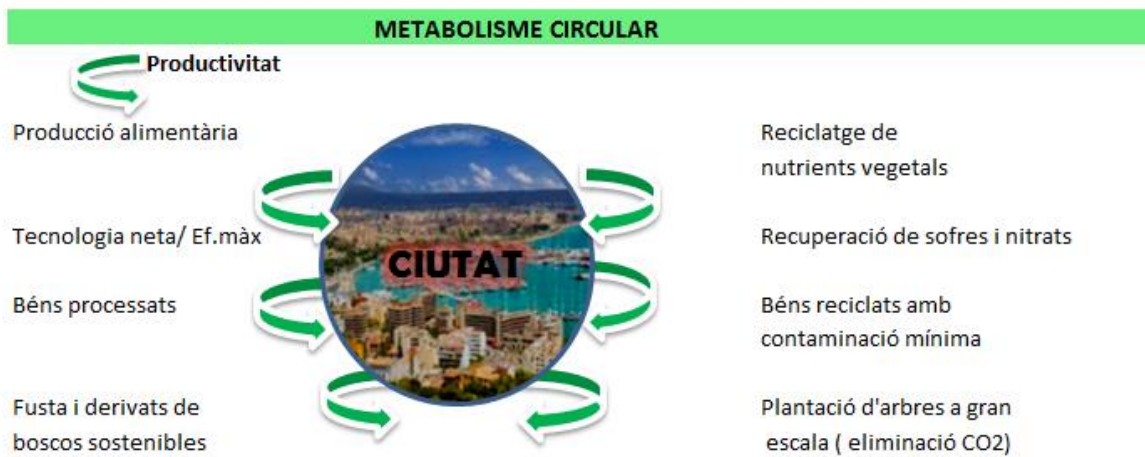 METABOLISME CIRCULAR
Productivitat
Producció alimentària
Reciclatge de
nutrients vegetals
Tecnologia neta/ Ef.màx
Recuperació de sofres i nitrats
CIUTAT
Béns processats
Béns reciclats amb
contaminació mínima
Fusta i derivats de
boscos sostenibles
Plantació d'arbres a gran
escala ( eliminació CO2)